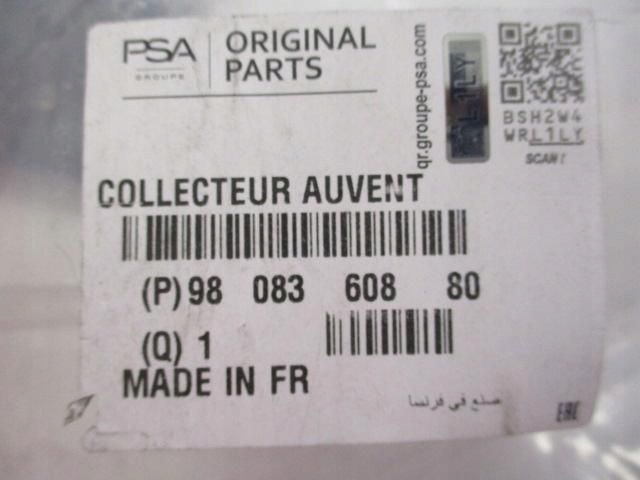 PSA
GROUPE
ORIGINAL
PARTS
qr.groupe-psa.com
L1LY
BSH2W4
WRL1LY
SCAN!
COLLECTEUR AUVENT
(P) 98 083 608 80
(Q) 1
MADE IN FR
صنع في فرنسا
EAC